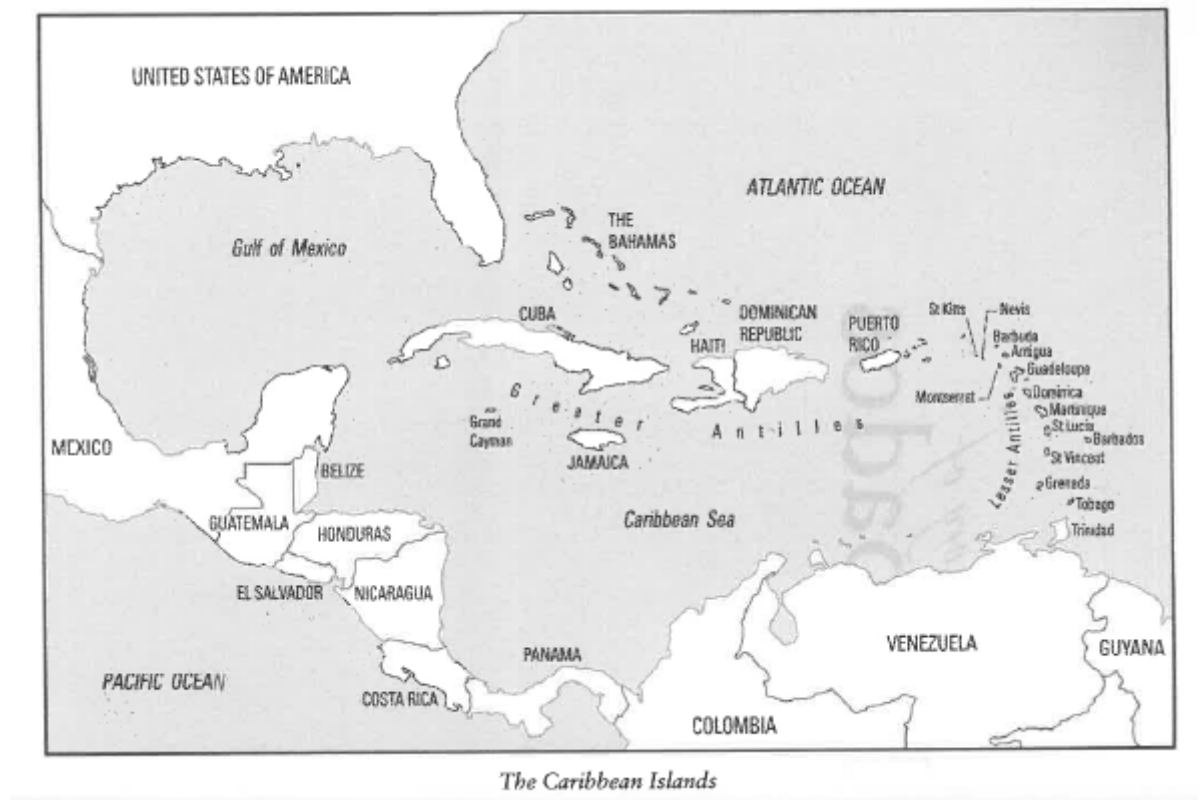 UNITED STATES OF AMERICA
ATLANTIC OCEAN
Gulf of Mexico
THE
BAHAMAS
CUBA
DOMINICAN
REPUBLIC
HAITI
PUERTO
RICO
St Kitts
Nevis
Barbuda
Antigua
Guadeloupe
Montserrat
Dominica
Martinique
St Lucia
Barbados
St Vincent
Grenada
Tobago
Trinidad
Lesser Antilles
Greater Antilles
Grand
Cayman
JAMAICA
MEXICO
BELIZE
GUATEMALA
HONDURAS
Caribbean Sea
EL SALVADOR
NICARAGUA
PANAMA
VENEZUELA
GUYANA
PACIFIC OCEAN
COSTA RICA
COLOMBIA
The Caribbean Islands